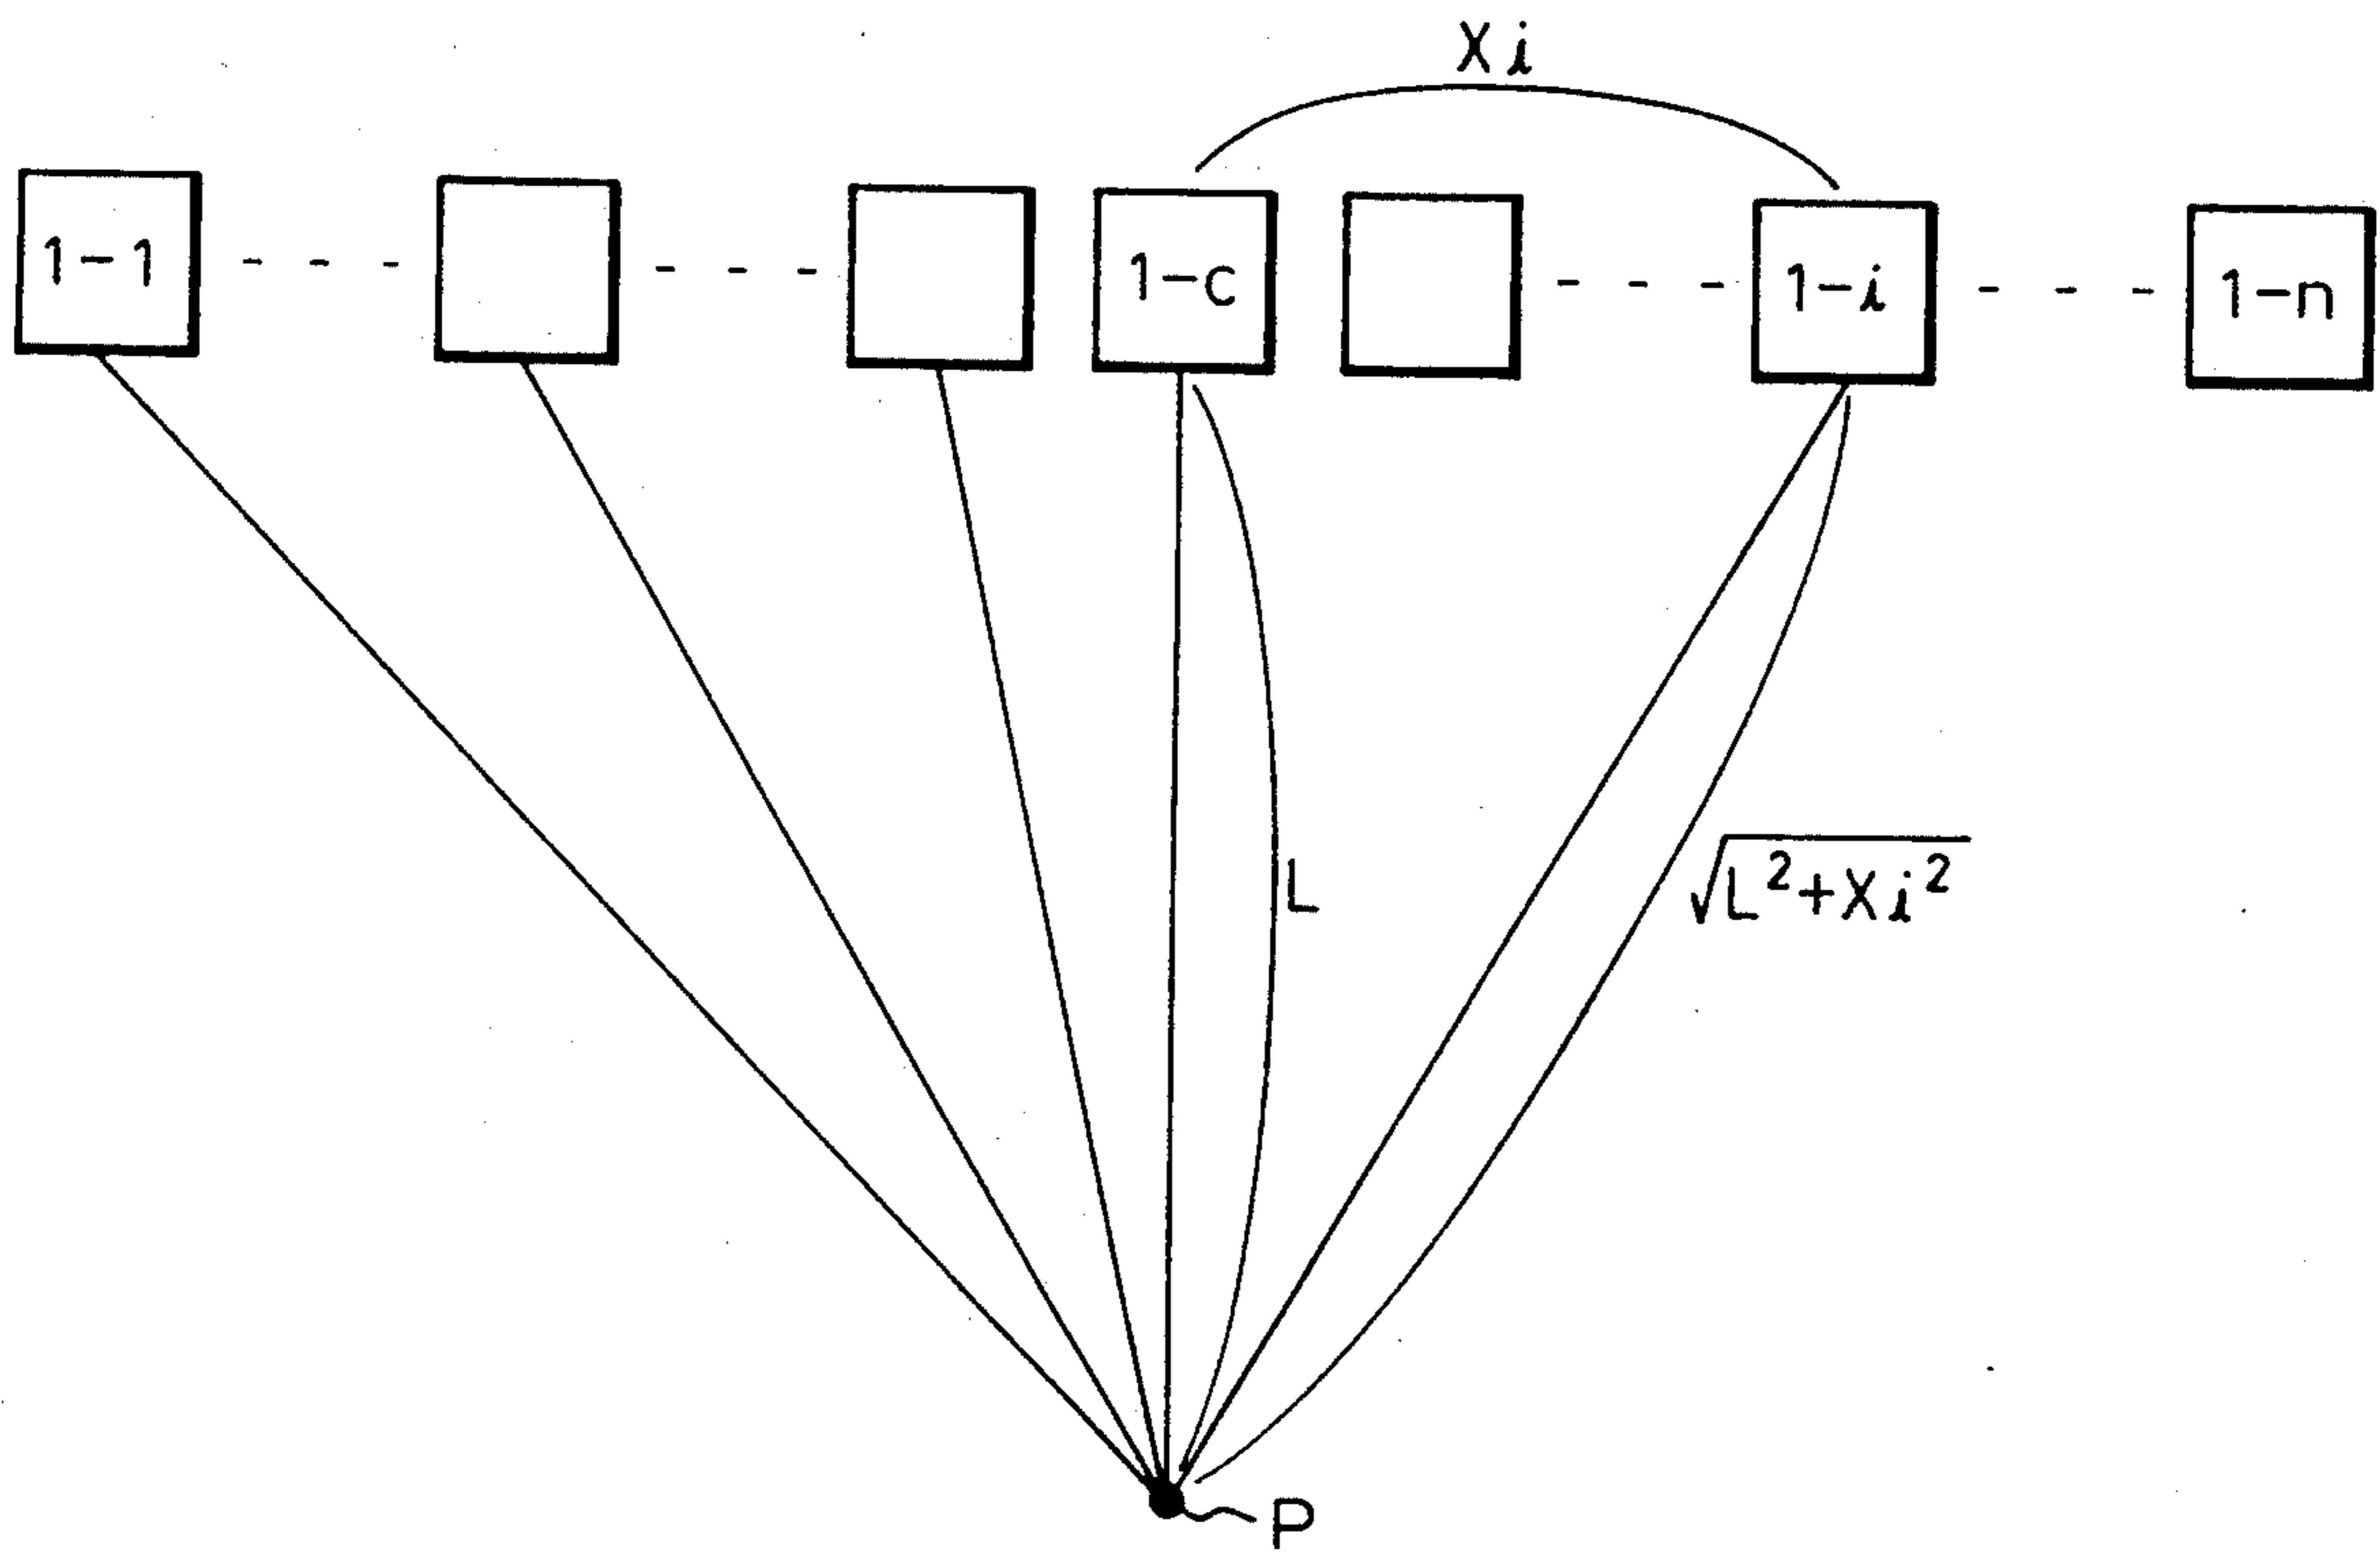 Xi
1-1 - - - - - - 1-c - - - 1-i - - - 1-n
L
√L²+Xi²
P